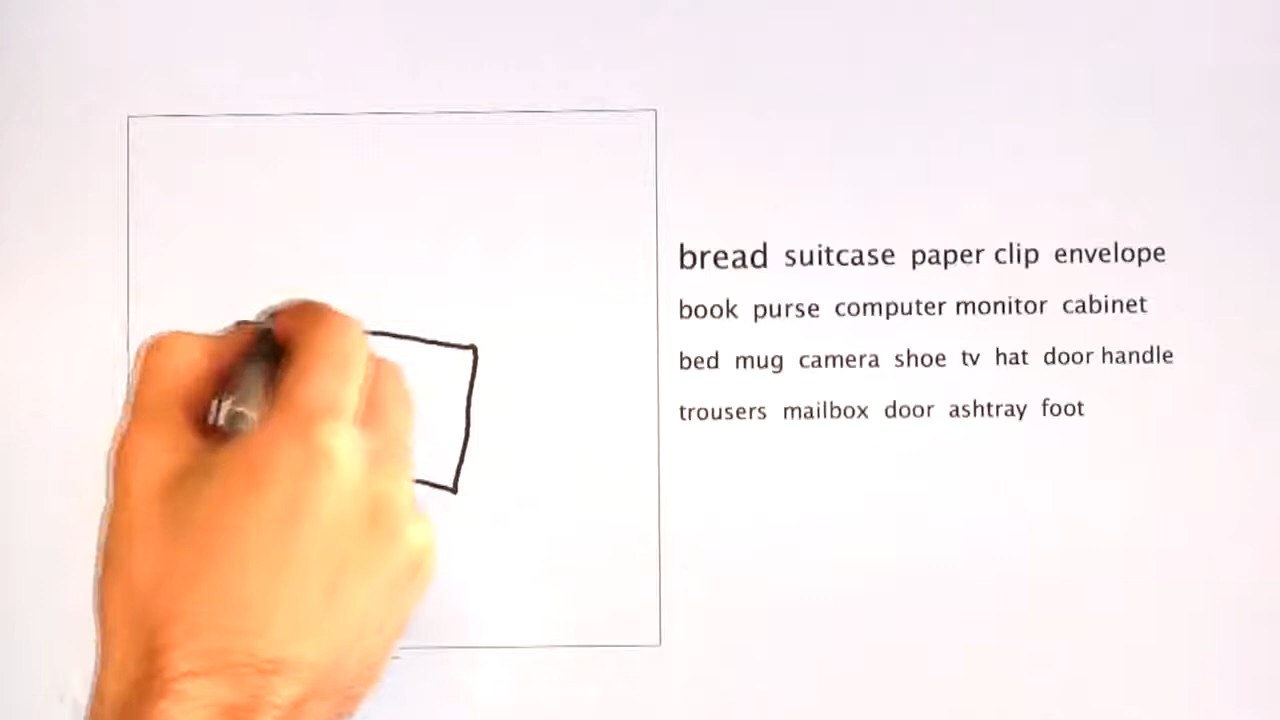 bread suitcase paper clip envelope
book purse computer monitor cabinet
bed mug camera shoe tv hat door handle
trousers mailbox door ashtray foot